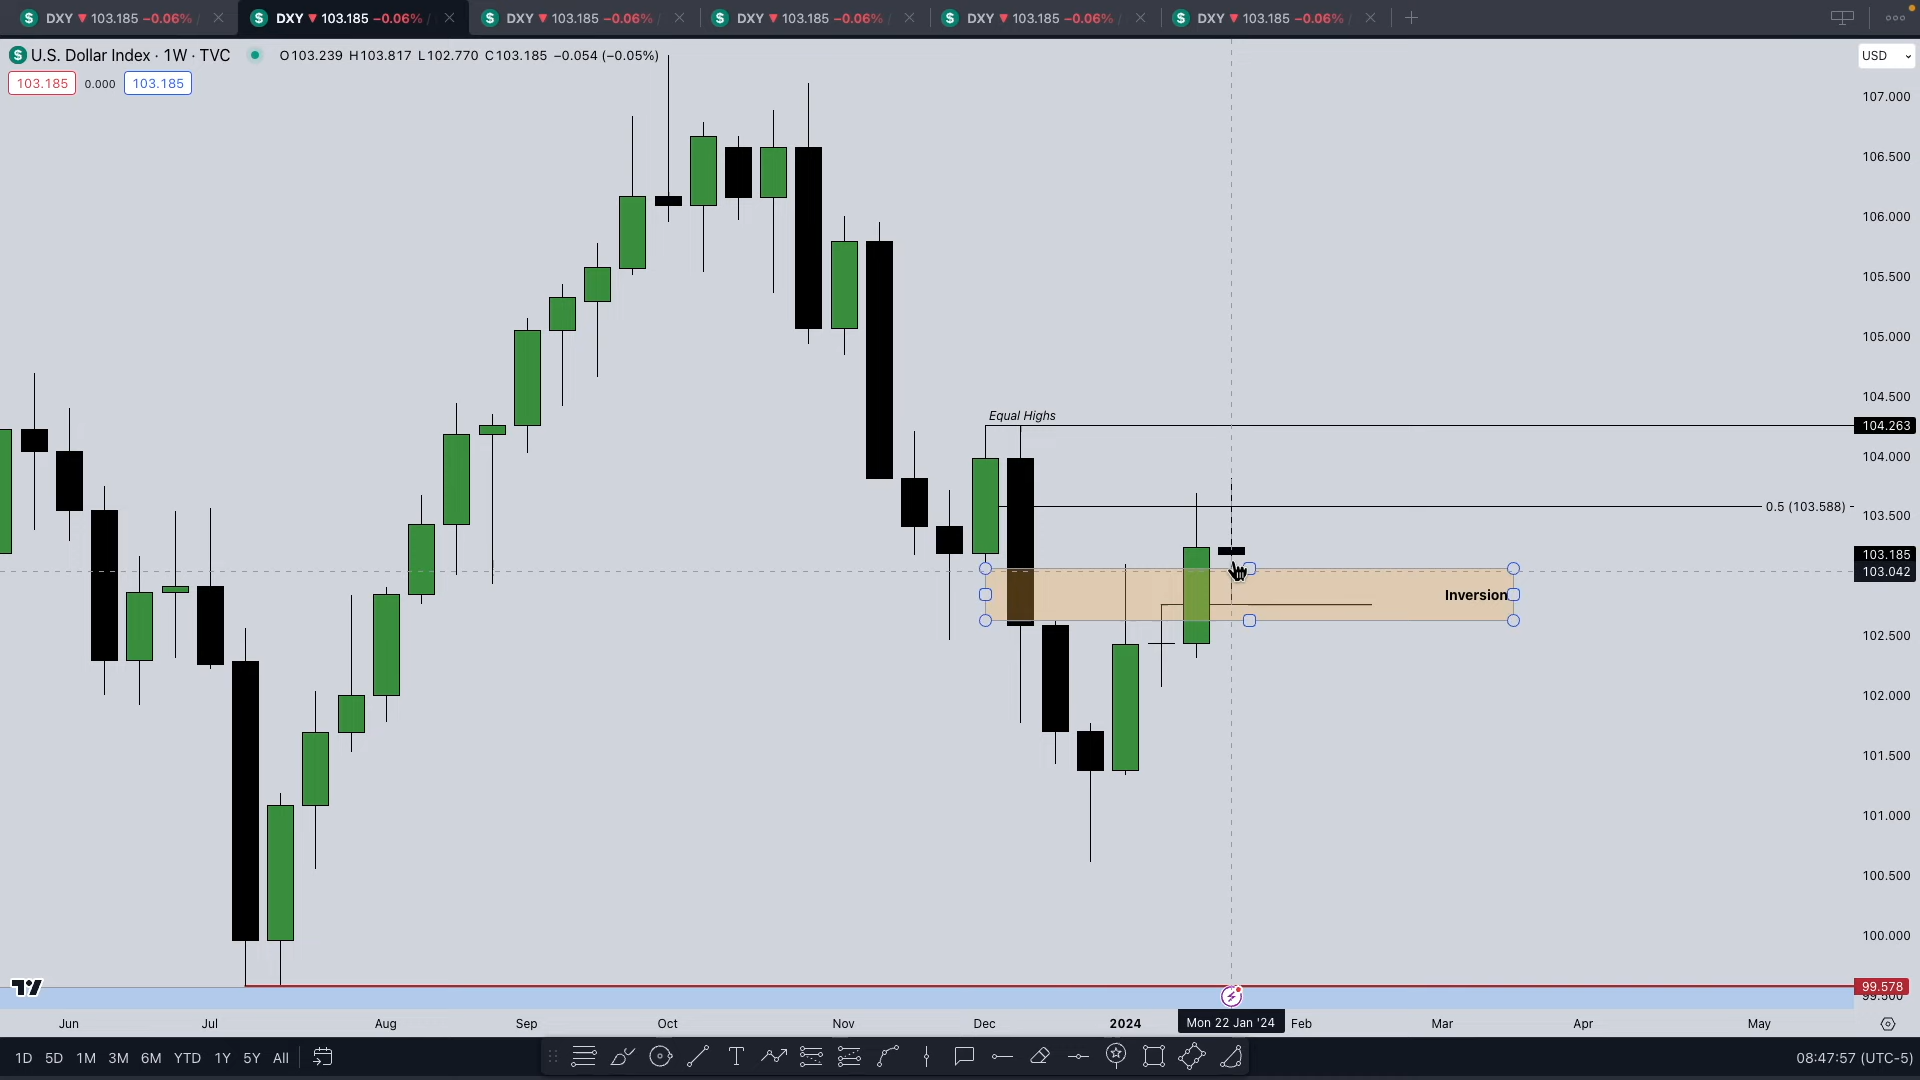 DXY ▼ 103.185 −0.06% /
DXY ▼ 103.185 −0.06% /
DXY ▼ 103.185 −0.06% /
DXY ▼ 103.185 −0.06% /
DXY ▼ 103.185 −0.06% /
DXY ▼ 103.185 −0.06% /
U.S. Dollar Index · 1W · TVC
O103.239 H103.817 L102.770 C103.185 −0.054 (−0.05%)
USD
103.185 0.000 103.185
107.000
106.500
106.000
105.500
105.000
104.500
Equal Highs
104.263
104.000
0.5 (103.588)
103.500
103.185
103.042
Inversion
102.500
102.000
101.500
101.000
100.500
100.000
99.578
99.500
Jun Jul Aug Sep Oct Nov Dec 2024 Mon 22 Jan '24 Feb Mar Apr May
1D 5D 1M 3M 6M YTD 1Y 5Y All
08:47:57 (UTC-5)